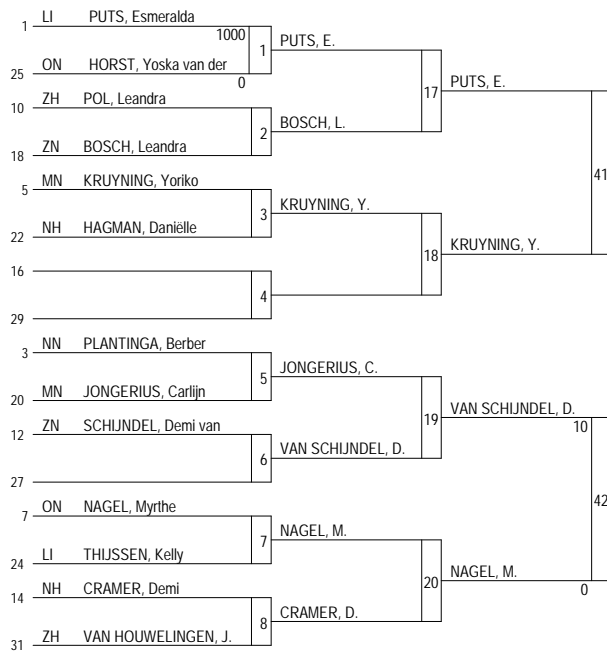 1 LI PUTS, Esmeralda
1000 1 PUTS, E.
25 ON HORST, Yoska van der
0
17 PUTS, E.
10 ZH POL, Leandra
2 BOSCH, L.
18 ZN BOSCH, Leandra
41
5 MN KRUYNING, Yoriko
3 KRUYNING, Y.
22 NH HAGMAN, Daniëlle
18 KRUYNING, Y.
16
4
29
3 NN PLANTINGA, Berber
5 JONGERIUS, C.
20 MN JONGERIUS, Carlijn
19 VAN SCHIJNDEL, D.
10
12 ZN SCHIJNDEL, Demi van
6 VAN SCHIJNDEL, D.
27
42
7 ON NAGEL, Myrthe
7 NAGEL, M.
24 LI THIJSSEN, Kelly
20 NAGEL, M.
0
14 NH CRAMER, Demi
8 CRAMER, D.
31 ZH VAN HOUWELINGEN, J.